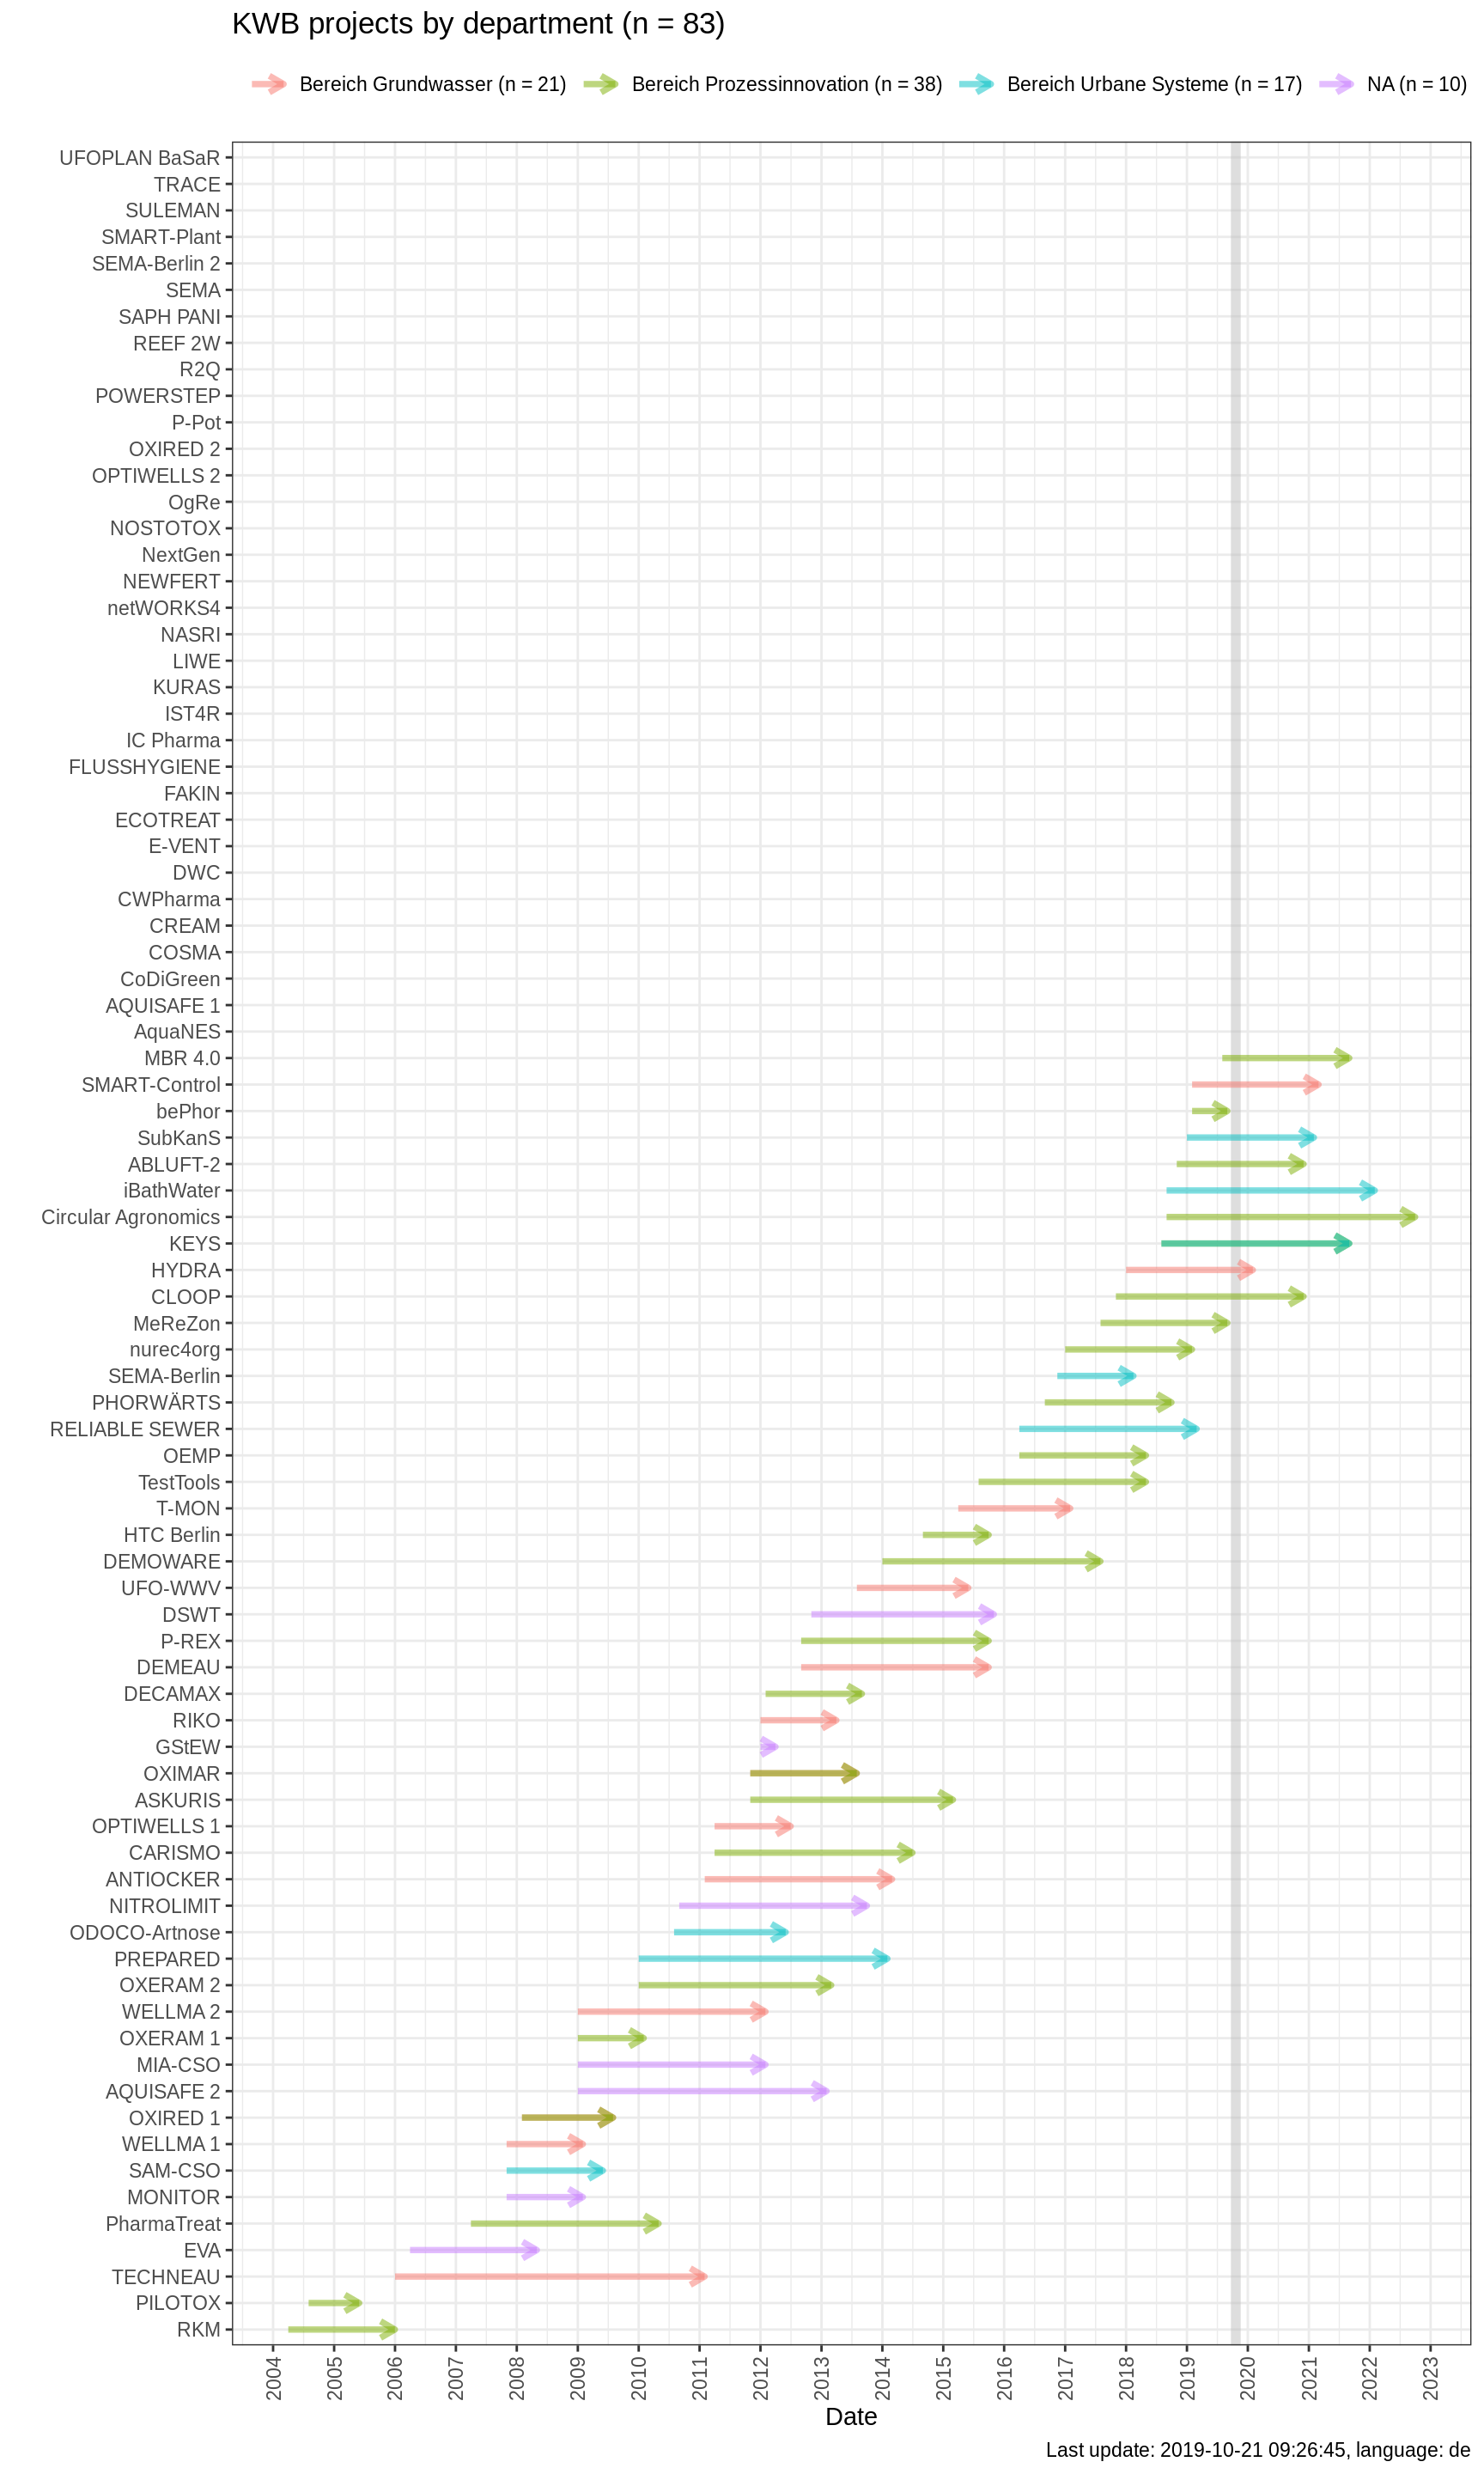 KWB projects by department (n = 83)
Bereich Grundwasser (n = 21) Bereich Prozessinnovation (n = 38) Bereich Urbane Systeme (n = 17) NA (n = 10)
UFOPLAN BaSaR
TRACE
SULEMAN
SMART-Plant
SEMA-Berlin 2
SEMA
SAPH PANI
REEF 2W
R2Q
POWERSTEP
P-Pot
OXIRED 2
OPTIWELLS 2
OgRe
NOSTOTOX
NextGen
NEWFERT
netWORKS4
NASRI
LIWE
KURAS
IST4R
IC Pharma
FLUSSHYGIENE
FAKIN
ECOTREAT
E-VENT
DWC
CWPharma
CREAM
COSMA
CoDiGreen
AQUISAFE 1
AquaNES
MBR 4.0
SMART-Control
bePhor
SubKanS
ABLUFT-2
iBathWater
Circular Agronomics
KEYS
HYDRA
CLOOP
MeReZon
nurec4org
SEMA-Berlin
PHORWÄRTS
RELIABLE SEWER
OEMP
TestTools
T-MON
HTC Berlin
DEMOWARE
UFO-WWV
DSWT
P-REX
DEMEAU
DECAMAX
RIKO
GStEW
OXIMAR
ASKURIS
OPTIWELLS 1
CARISMO
ANTIOCKER
NITROLIMIT
ODOCO-Artnose
PREPARED
OXERAM 2
WELLMA 2
OXERAM 1
MIA-CSO
AQUISAFE 2
OXIRED 1
WELLMA 1
SAM-CSO
MONITOR
PharmaTreat
EVA
TECHNEAU
PILOTOX
RKM
2004 2005 2006 2007 2008 2009 2010 2011 2012 2013 2014 2015 2016 2017 2018 2019 2020 2021 2022 2023
Date
Last update: 2019-10-21 09:26:45, language: de